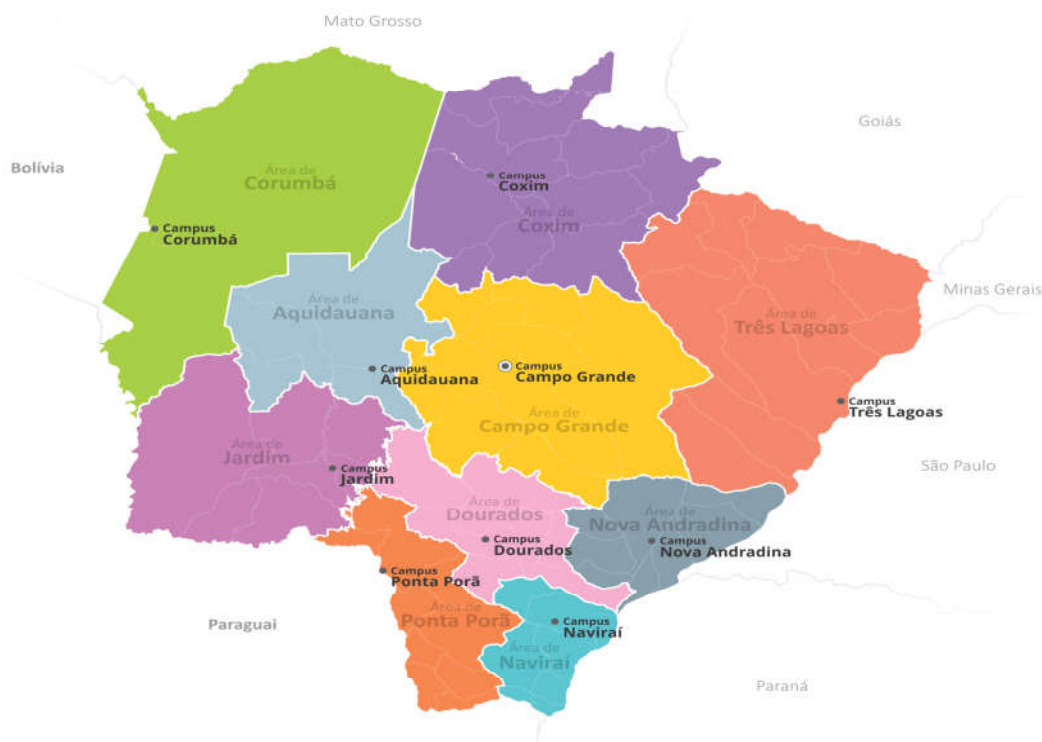 Mato Grosso
Goiás
Bolívia
Área de
Corumbá
Campus
Coxim
Área de
Coxim
Campus
Corumbá
Minas Gerais
Área de
Aquidauana
Área de
Três Lagoas
Campus
Aquidauana
Campus
Campo Grande
Campus
Três Lagoas
Área de
Campo Grande
Área de
Jardim
Campus
Jardim
São Paulo
Área de
Dourados
Área de
Nova Andradina
Campus
Dourados
Campus
Nova Andradina
Campus
Ponta Porã
Área de
Ponta Porã
Paraguai
Campus
Naviraí
Área de
Naviraí
Paraná